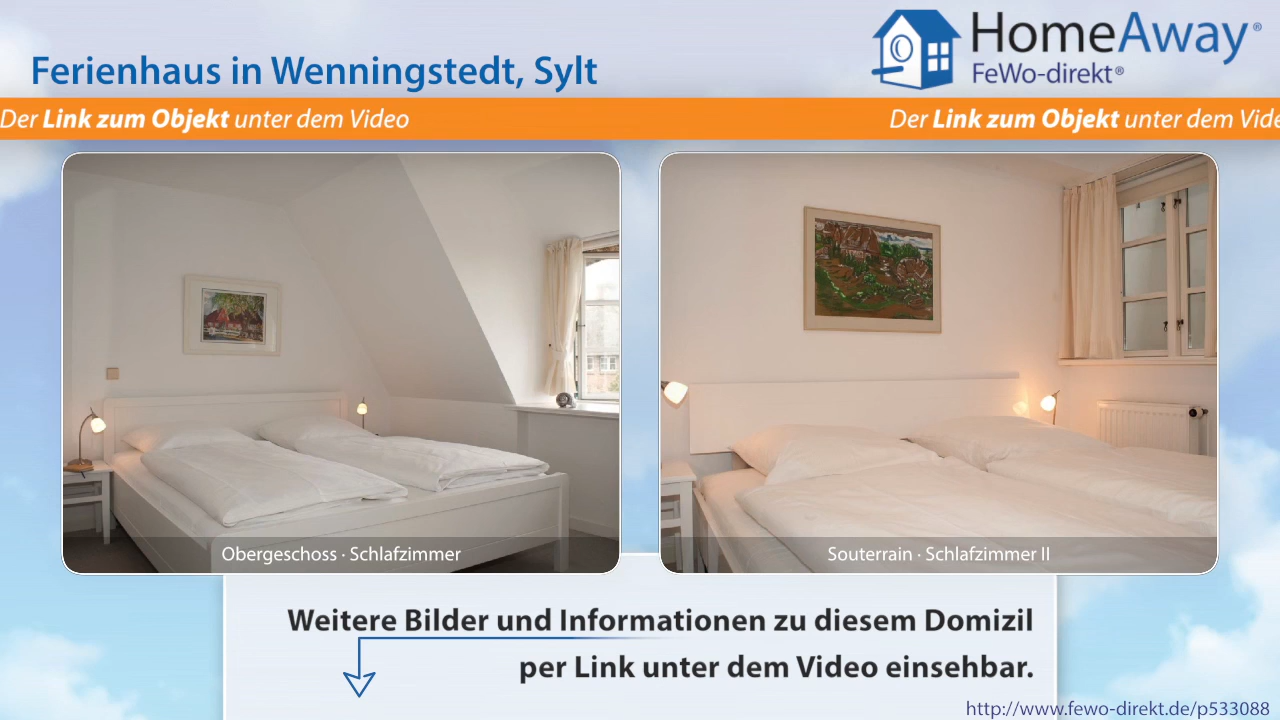 HomeAway®
FeWo-direkt®
Ferienhaus in Wenningstedt, Sylt
Der Link zum Objekt unter dem Video
Der Link zum Objekt unter dem Vide
Obergeschoss · Schlafzimmer
Souterrain · Schlafzimmer II
Weitere Bilder und Informationen zu diesem Domizil
per Link unter dem Video einsehbar.
http://www.fewo-direkt.de/p533088